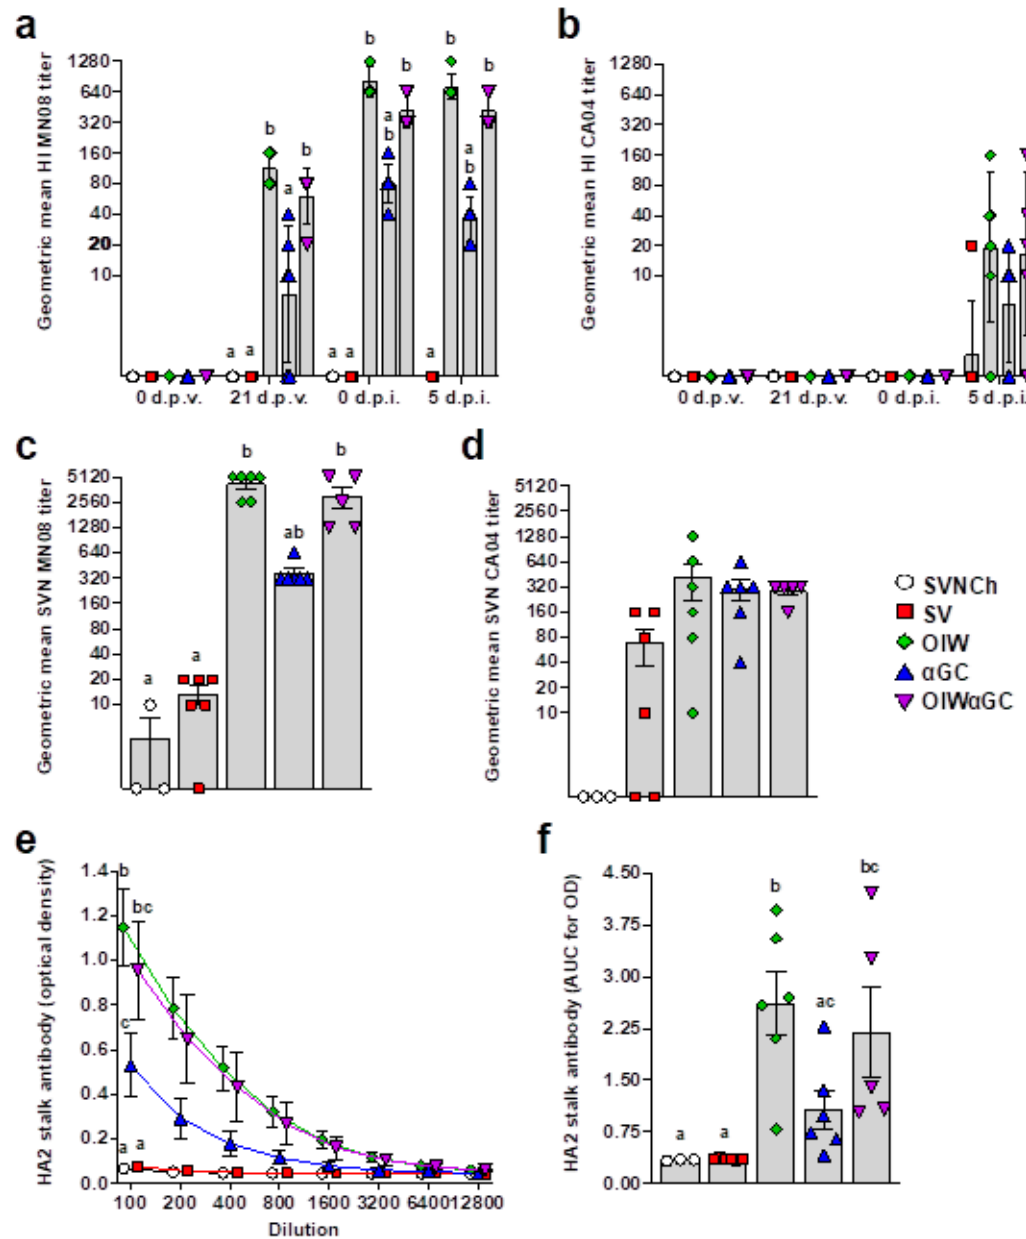 a
Geometric mean HI MN08 titer
1280
640
320
160
80
40
20
10
b
b
b
b
b
a
b
b
a
b
a
a
a
a
a
a
0 d.p.v.
21 d.p.v.
0 d.p.i.
5 d.p.i.
b
Geometric mean HI CA04 titer
1280
640
320
160
80
40
20
10
0 d.p.v.
21 d.p.v.
0 d.p.i.
5 d.p.i.
c
Geometric mean SVN MN08 titer
5120
2560
1280
640
320
160
80
40
20
10
a
a
b
ab
b
d
Geometric mean SVN CA04 titer
5120
2560
1280
640
320
160
80
40
20
10
SVNCh
SV
OIW
αGC
OIWαGC
e
HA2 stalk antibody (optical density)
1.4
1.2
1.0
0.8
0.6
0.4
0.2
0.0
b
bc
c
a
a
100 200 400 800 1600 3200 6400 12800
Dilution
f
HA2 stalk antibody (AUC for OD)
4.50
3.75
3.00
2.25
1.50
0.75
0.00
a
a
b
ac
bc